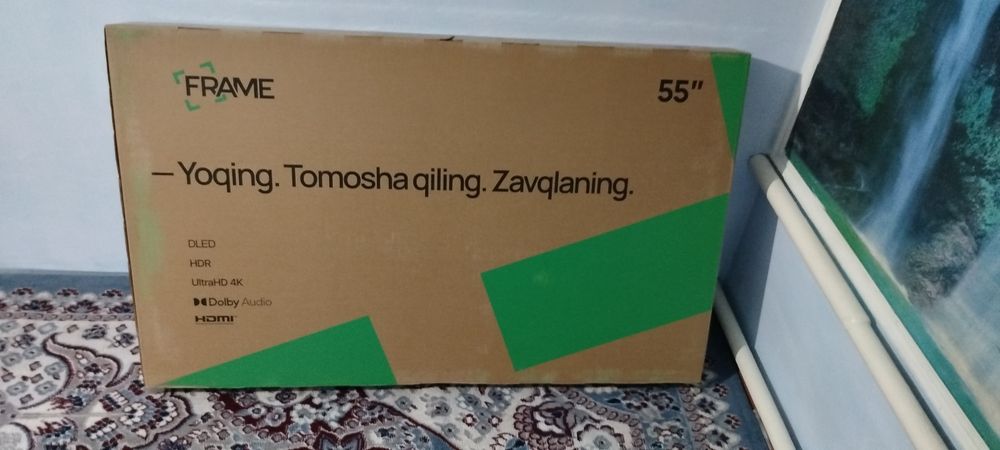 FRAME
55"
— Yoqing. Tomosha qiling. Zavqlaning.
DLED
HDR
UltraHD 4K
Dolby Audio
HDMI